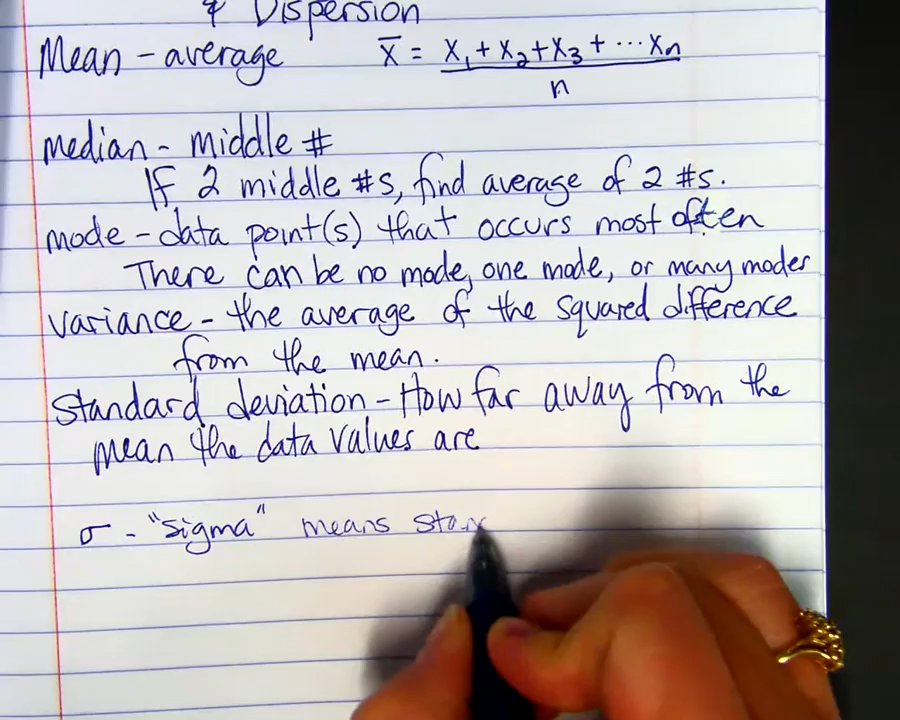 & Dispersion
Mean - average x̄ = x₁ + x₂ + x₃ + ... xₙ / n
median - middle #
If 2 middle #s, find average of 2 #s.
mode - data point(s) that occurs most often
There can be no mode, one mode, or many modes
variance - the average of the squared difference
from the mean.
Standard deviation - How far away from the
mean the data values are
σ - "sigma" means stan